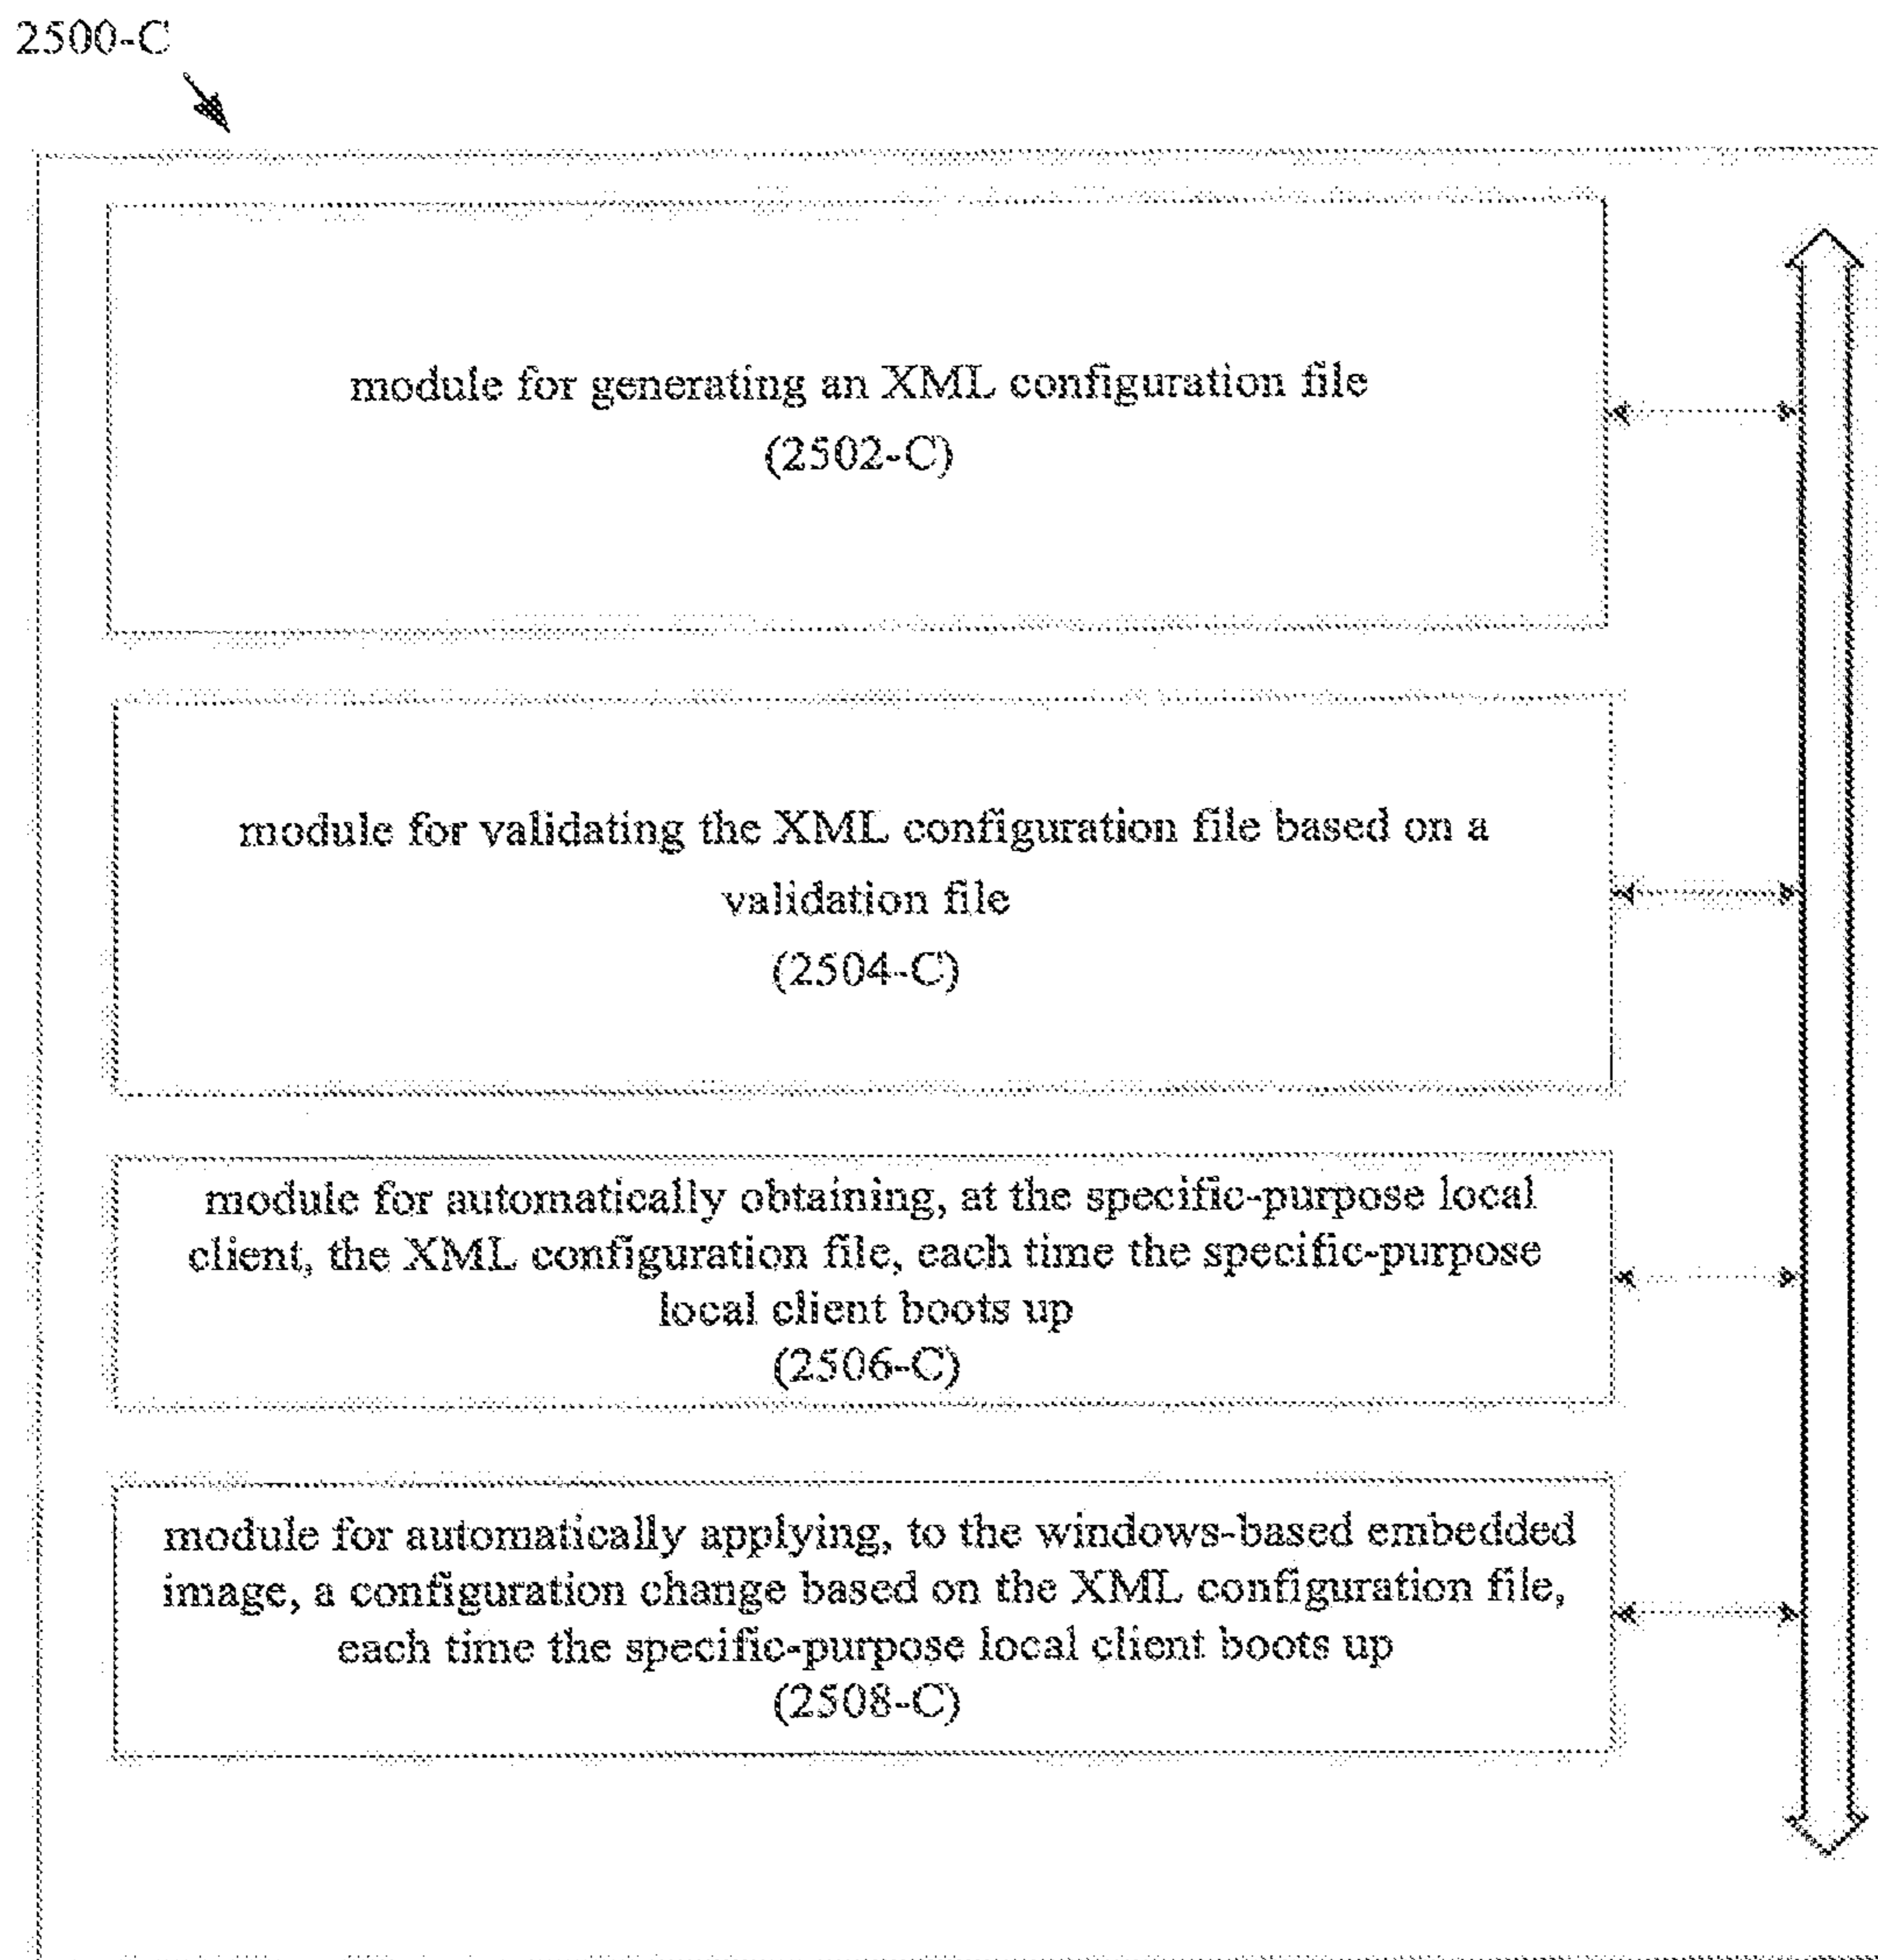 2500-C
module for generating an XML configuration file
(2502-C)
module for validating the XML configuration file based on a
validation file
(2504-C)
module for automatically obtaining, at the specific-purpose local
client, the XML configuration file, each time the specific-purpose
local client boots up
(2506-C)
module for automatically applying, to the windows-based embedded
image, a configuration change based on the XML configuration file,
each time the specific-purpose local client boots up
(2508-C)